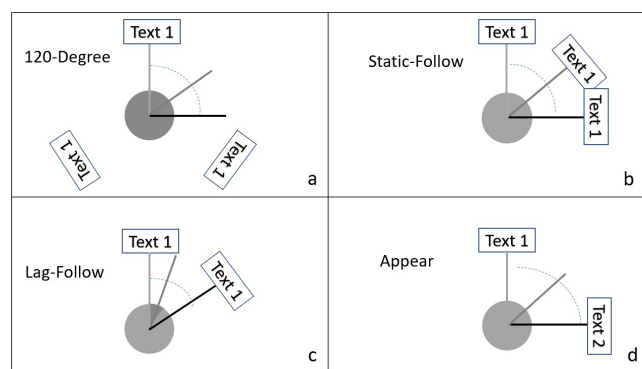 120-Degree
Text 1
Text 1
Text 1
a
Static-Follow
Text 1
Text 1
Text 1
b
Lag-Follow
Text 1
Text 1
c
Appear
Text 1
Text 2
d